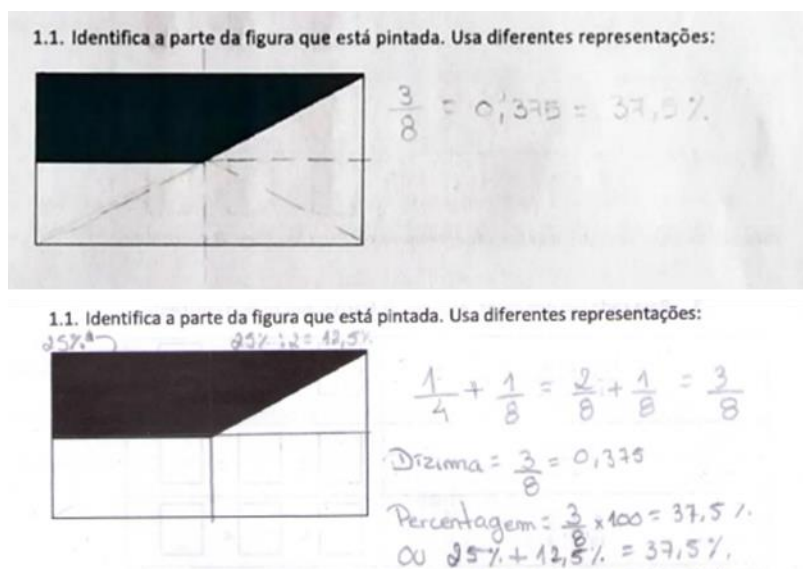 1.1. Identifica a parte da figura que está pintada. Usa diferentes representações:
3/8 = 0,375 = 37,5%
1.1. Identifica a parte da figura que está pintada. Usa diferentes representações:
25% 25% : 2 = 12,5%
1/4 + 1/8 = 2/8 + 1/8 = 3/8
Dízima = 3/8 = 0,375
Percentagem: 3/8 x 100 = 37,5%
OU 25% + 12,5% = 37,5%.